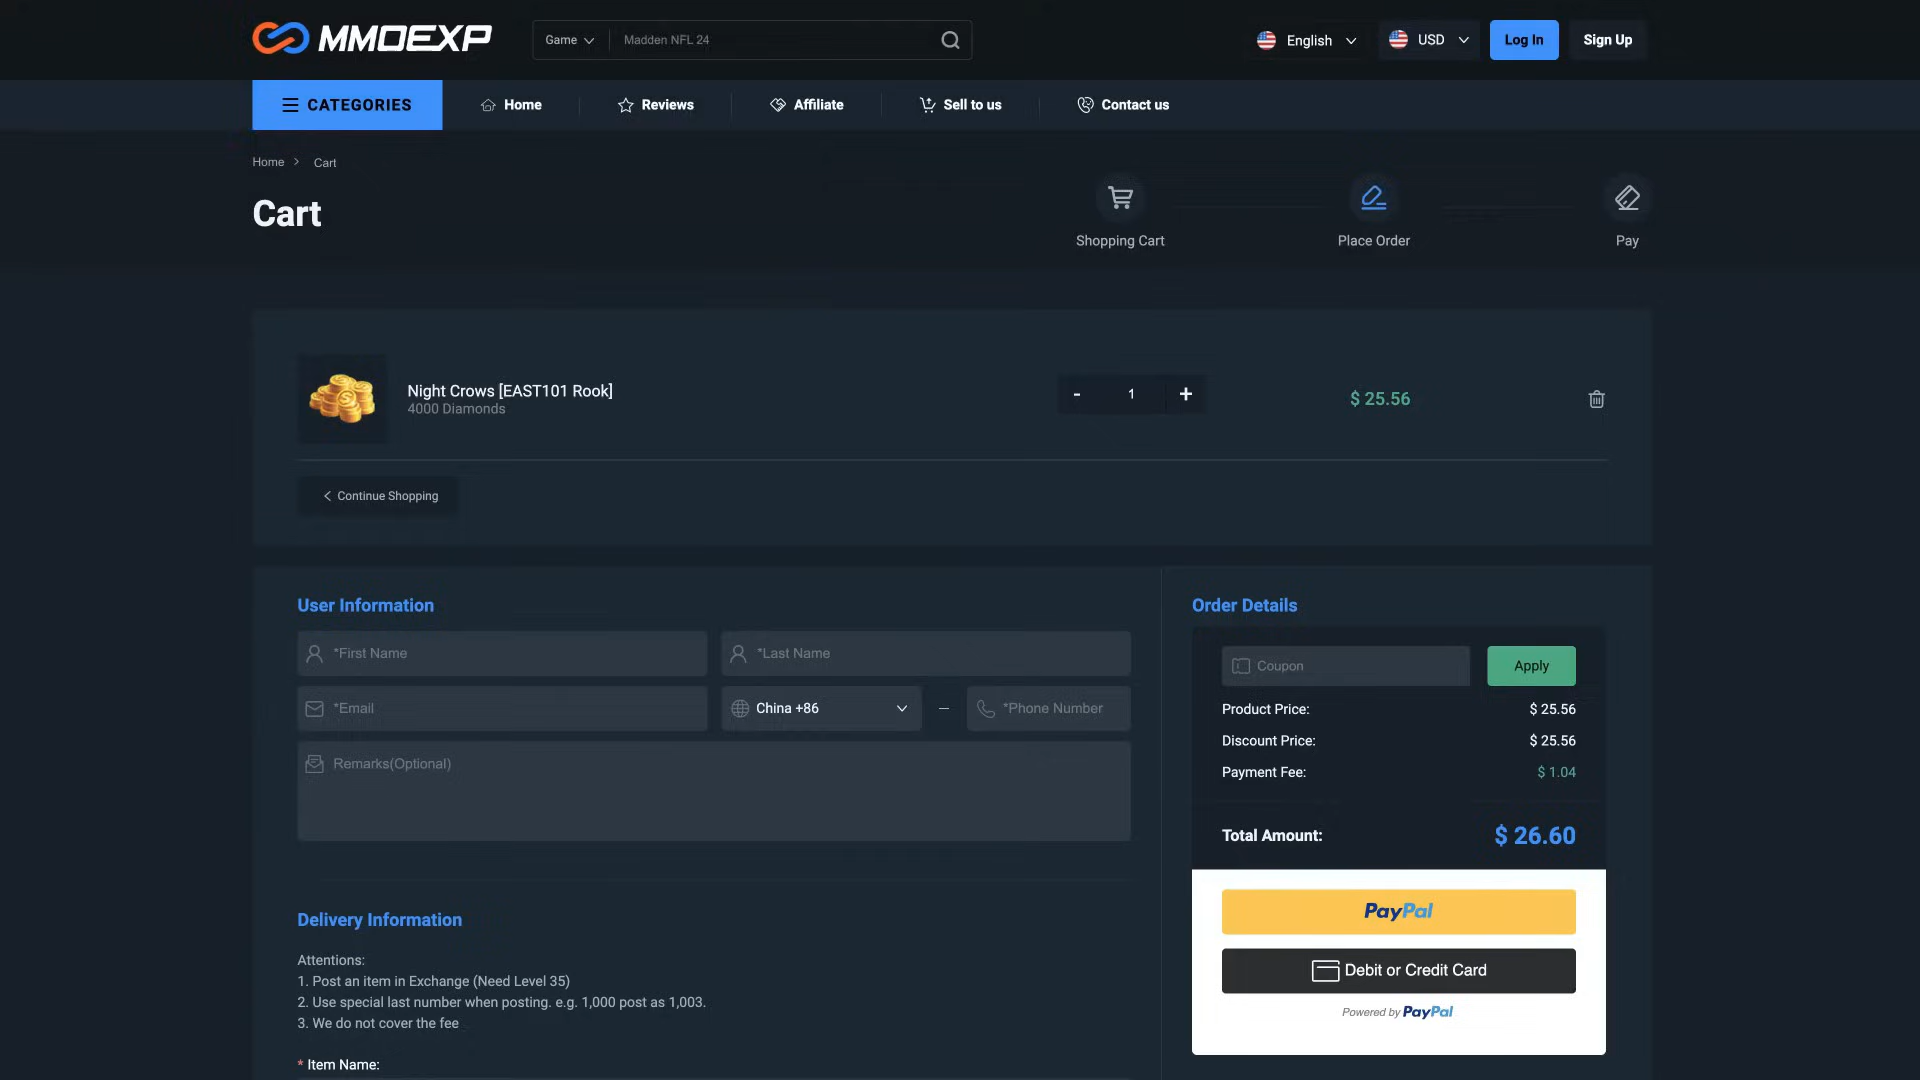 MMOEXP
Game
Madden NFL 24
English
USD
Log In
Sign Up
CATEGORIES
Home
Reviews
Affiliate
Sell to us
Contact us
Home > Cart
Cart
Shopping Cart
Place Order
Pay
Night Crows [EAST101 Rook]
4000 Diamonds
- 1 +
$ 25.56
< Continue Shopping
User Information
*First Name
*Last Name
*Email
China +86
—
*Phone Number
Remarks(Optional)
Order Details
Coupon
Apply
Product Price: $ 25.56
Discount Price: $ 25.56
Payment Fee: $ 1.04
Total Amount: $ 26.60
PayPal
Debit or Credit Card
Powered by PayPal
Delivery Information
Attentions:
1. Post an item in Exchange (Need Level 35)
2. Use special last number when posting. e.g. 1,000 post as 1,003.
3. We do not cover the fee
* Item Name: